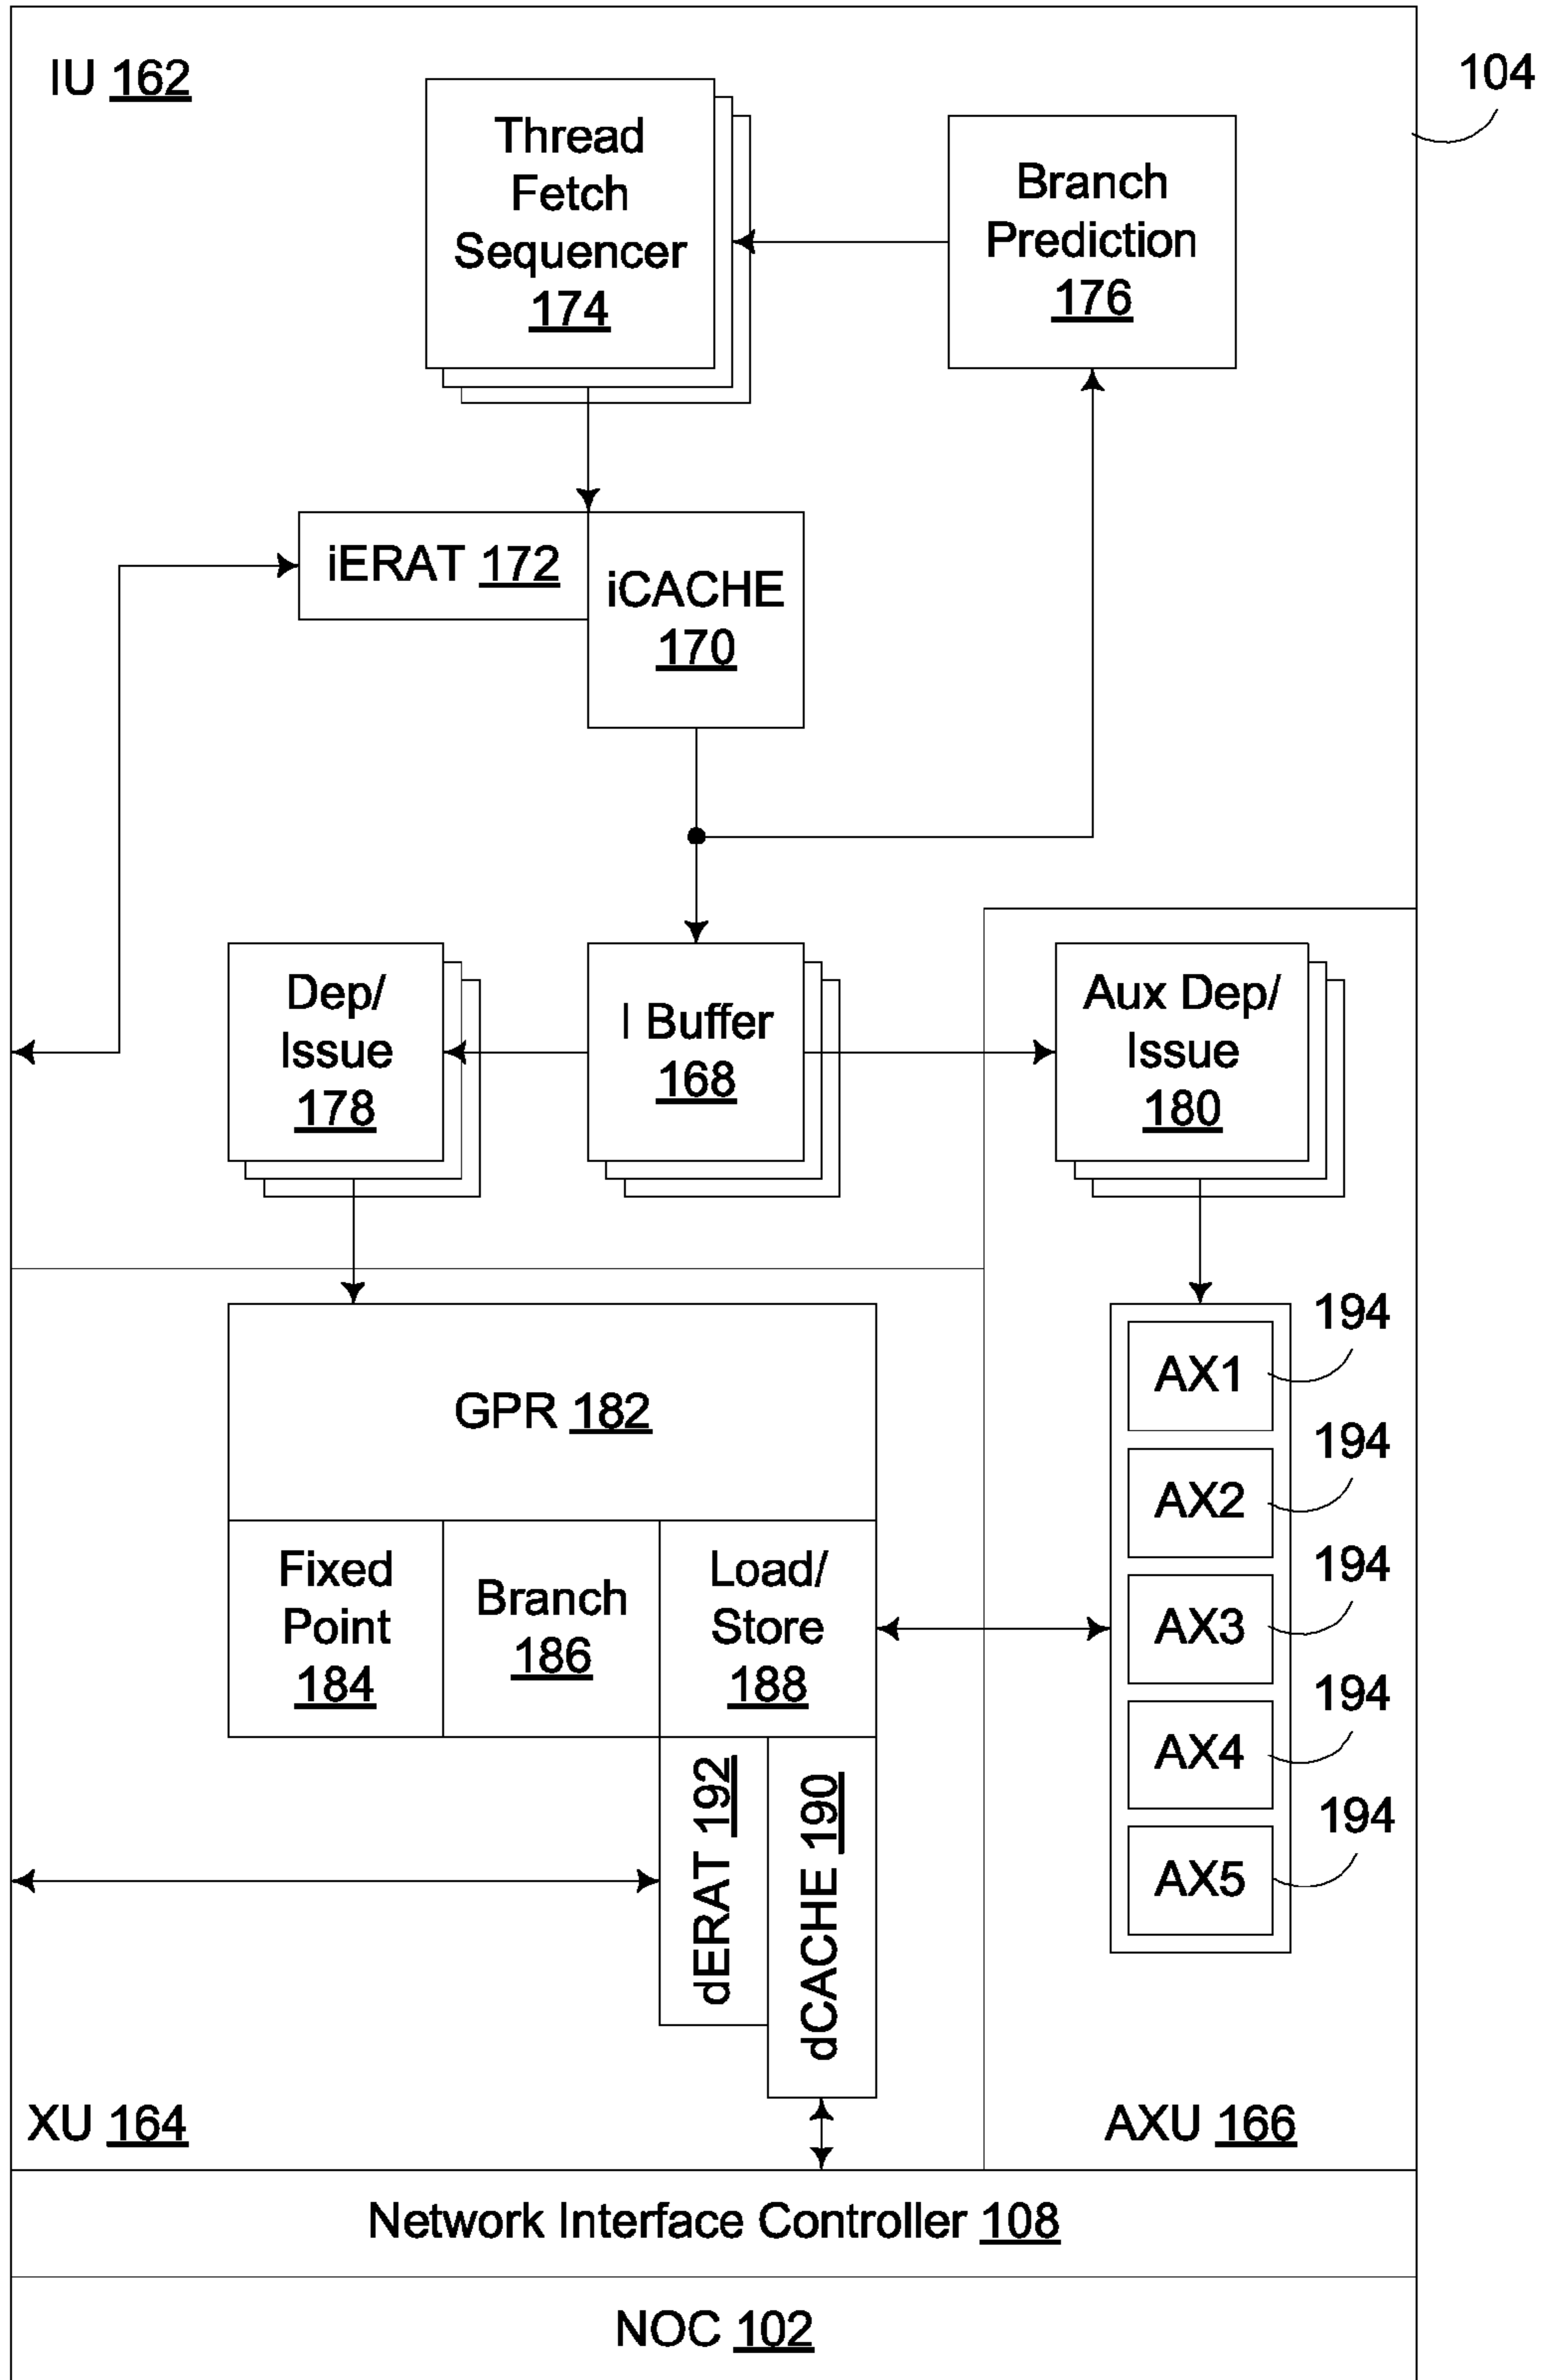 IU 162
104
Thread
Fetch
Sequencer
174
Branch
Prediction
176
iERAT 172
iCACHE
170
Dep/
Issue
178
I Buffer
168
Aux Dep/
Issue
180
GPR 182
Fixed
Point
184
Branch
186
Load/
Store
188
dERAT 192
dCACHE 190
194
AX1
194
AX2
194
AX3
194
AX4
194
AX5
XU 164
AXU 166
Network Interface Controller 108
NOC 102